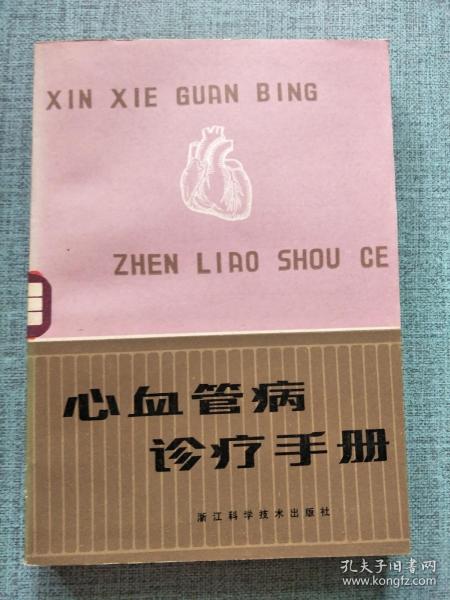 XIN XIE GUAN BING
ZHEN LIAO SHOU CE
心血管病
诊疗手册
浙江科学技术出版社
孔夫子旧书网
www.kongfz.com